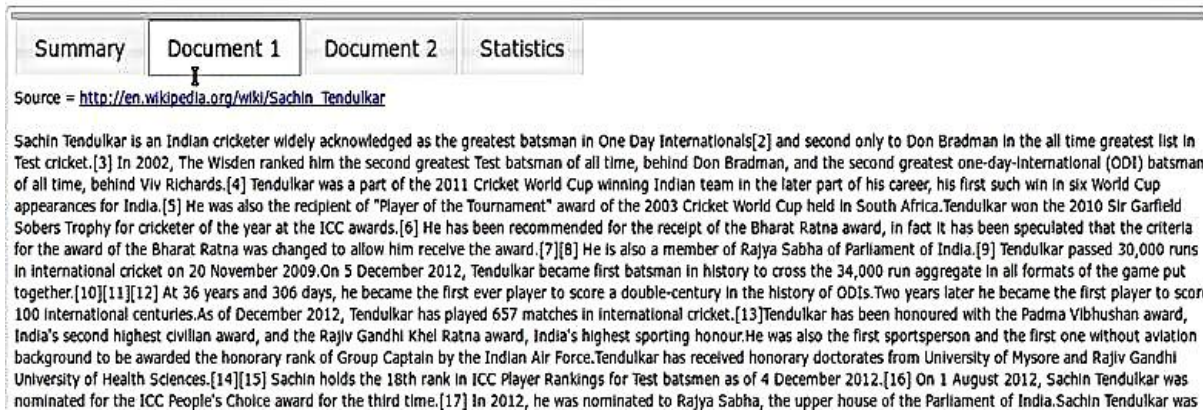 Summary Document 1 Document 2 Statistics
Source = http://en.wikipedia.org/wiki/Sachin_Tendulkar
Sachin Tendulkar is an Indian cricketer widely acknowledged as the greatest batsman in One Day Internationals[2] and second only to Don Bradman in the all time greatest list in
Test cricket.[3] In 2002, The Wisden ranked him the second greatest Test batsman of all time, behind Don Bradman, and the second greatest one-day-international (ODI) batsman
of all time, behind Viv Richards.[4] Tendulkar was a part of the 2011 Cricket World Cup winning Indian team in the later part of his career, his first such win in six World Cup
appearances for India.[5] He was also the recipient of "Player of the Tournament" award of the 2003 Cricket World Cup held in South Africa.Tendulkar won the 2010 Sir Garfield
Sobers Trophy for cricketer of the year at the ICC awards.[6] He has been recommended for the receipt of the Bharat Ratna award, in fact it has been speculated that the criteria
for the award of the Bharat Ratna was changed to allow him receive the award.[7][8] He is also a member of Rajya Sabha of Parliament of India.[9] Tendulkar passed 30,000 runs
in international cricket on 20 November 2009.On 5 December 2012, Tendulkar became first batsman in history to cross the 34,000 run aggregate in all formats of the game put
together.[10][11][12] At 36 years and 306 days, he became the first ever player to score a double-century in the history of ODIs.Two years later he became the first player to score
100 international centuries.As of December 2012, Tendulkar has played 657 matches in international cricket.[13]Tendulkar has been honoured with the Padma Vibhushan award,
India's second highest civilian award, and the Rajiv Gandhi Khel Ratna award, India's highest sporting honour.He was also the first sportsperson and the first one without aviation
background to be awarded the honorary rank of Group Captain by the Indian Air Force.Tendulkar has received honorary doctorates from University of Mysore and Rajiv Gandhi
University of Health Sciences.[14][15] Sachin holds the 18th rank in ICC Player Rankings for Test batsmen as of 4 December 2012.[16] On 1 August 2012, Sachin Tendulkar was
nominated for the ICC People's Choice award for the third time.[17] In 2012, he was nominated to Rajya Sabha, the upper house of the Parliament of India.Sachin was